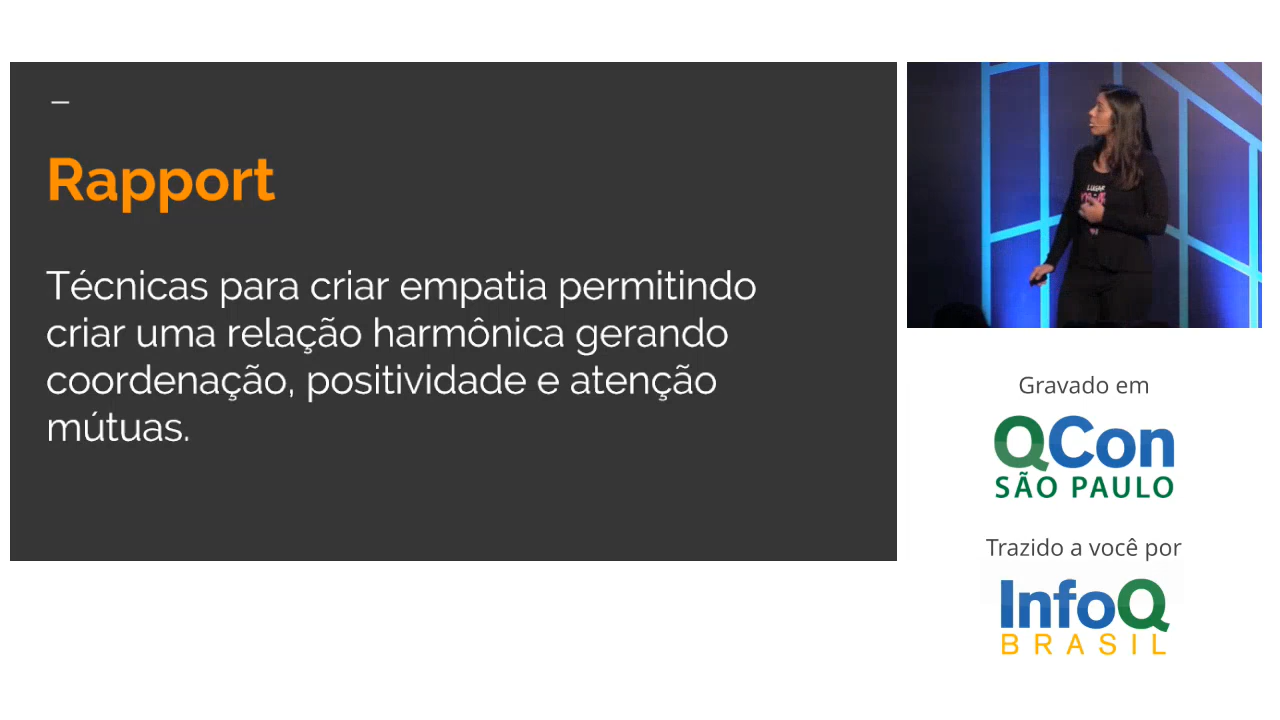 Rapport
Técnicas para criar empatia permitindo
criar uma relação harmônica gerando
coordenação, positividade e atenção
mútuas.
LUGAR
Gravado em
QCon
SÃO PAULO
Trazido a você por
InfoQ
BRASIL